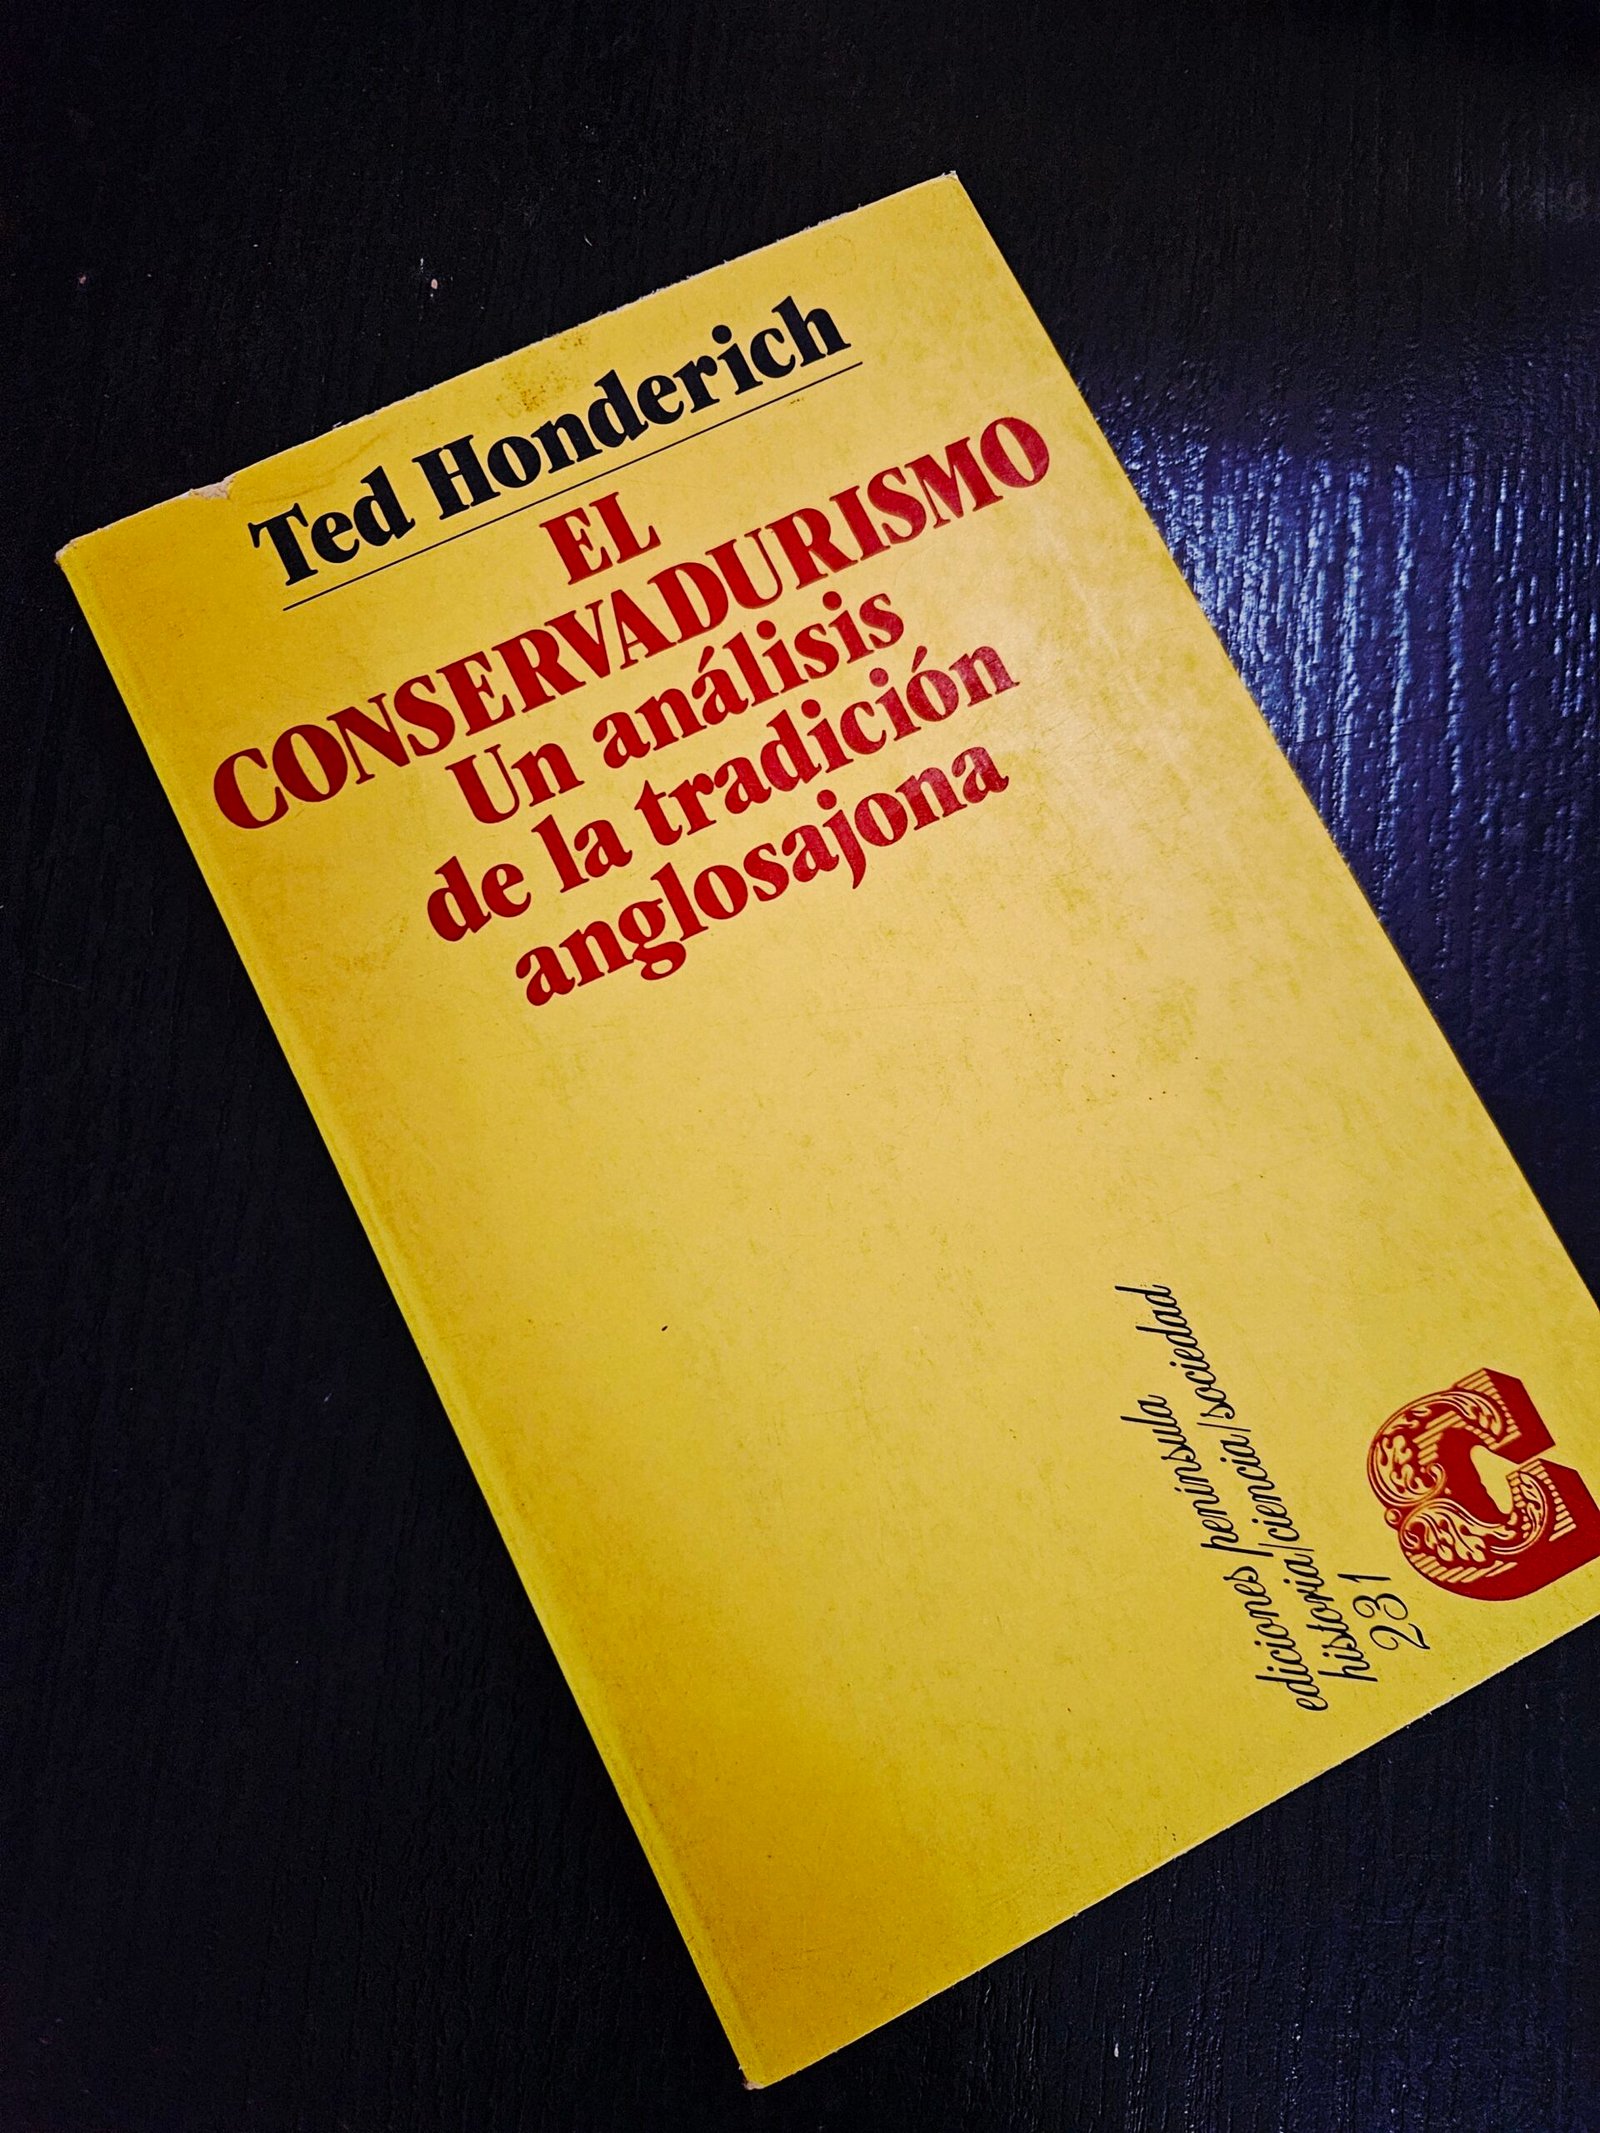 Ted Honderich
EL
CONSERVADURISMO
Un análisis
de la tradición
anglosajona
ediciones península
historia/ciencia/sociedad
231